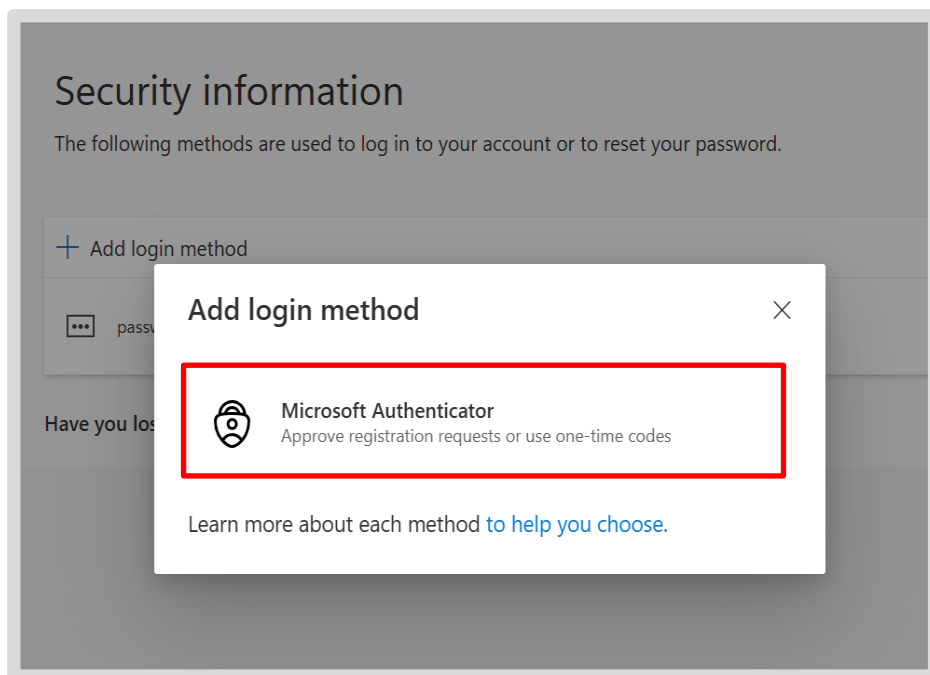 Security information
The following methods are used to log in to your account or to reset your password.
Add login method
Add login method
Microsoft Authenticator
Approve registration requests or use one-time codes
Have you
Learn more about each method to help you choose.